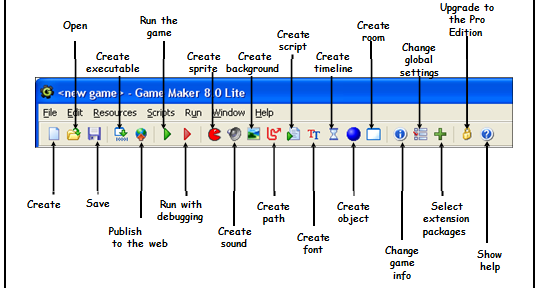 Upgrade to
the Pro
Edition
Run the
game
Open
Create
script
Create
room
Create
executable
Create
sprite
Create
background
Create
timeline
Change
global
settings
<new game> - Game Maker 8.0 Lite
File Edit Resources Scripts Run Window Help
Create
Save
Publish
to the web
Run with
debugging
Create
sound
Create
path
Create
font
Create
object
Change
game
info
Select
extension
packages
Show
help